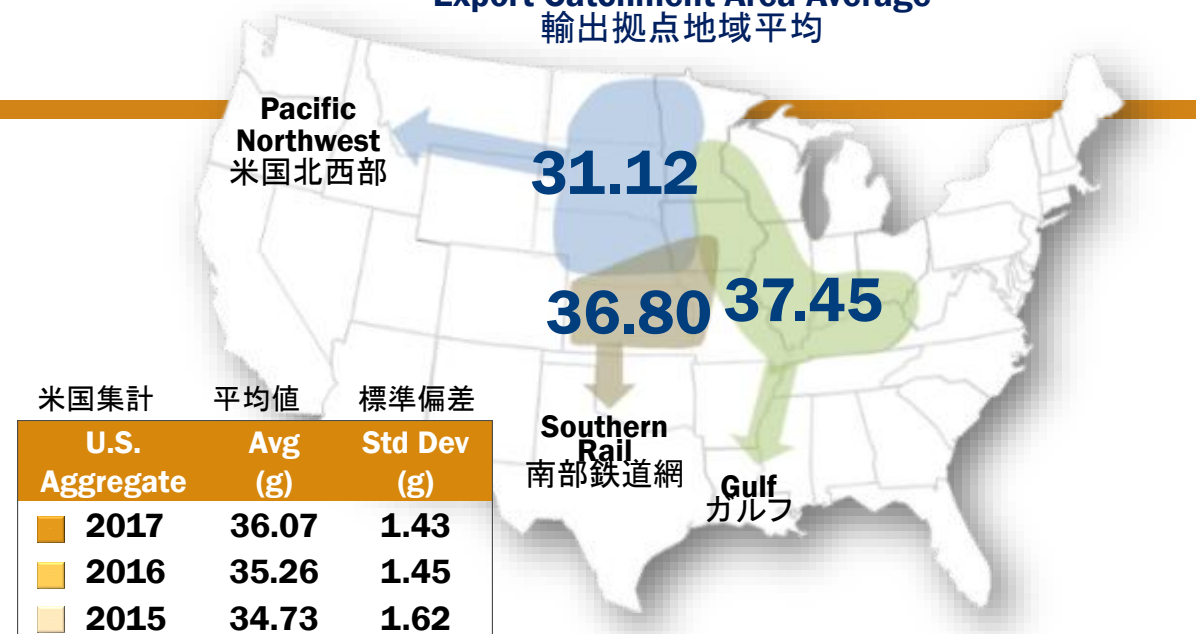 Export Catchment Area Average
輸出拠点地域平均
Pacific
Northwest
米国北西部
31.12
36.80
37.45
Southern
Rail
南部鉄道網
Gulf
ガルフ
米国集計 平均値 標準偏差
U.S. Avg Std Dev
Aggregate (g) (g)
2017 36.07 1.43
2016 35.26 1.45
2015 34.73 1.62